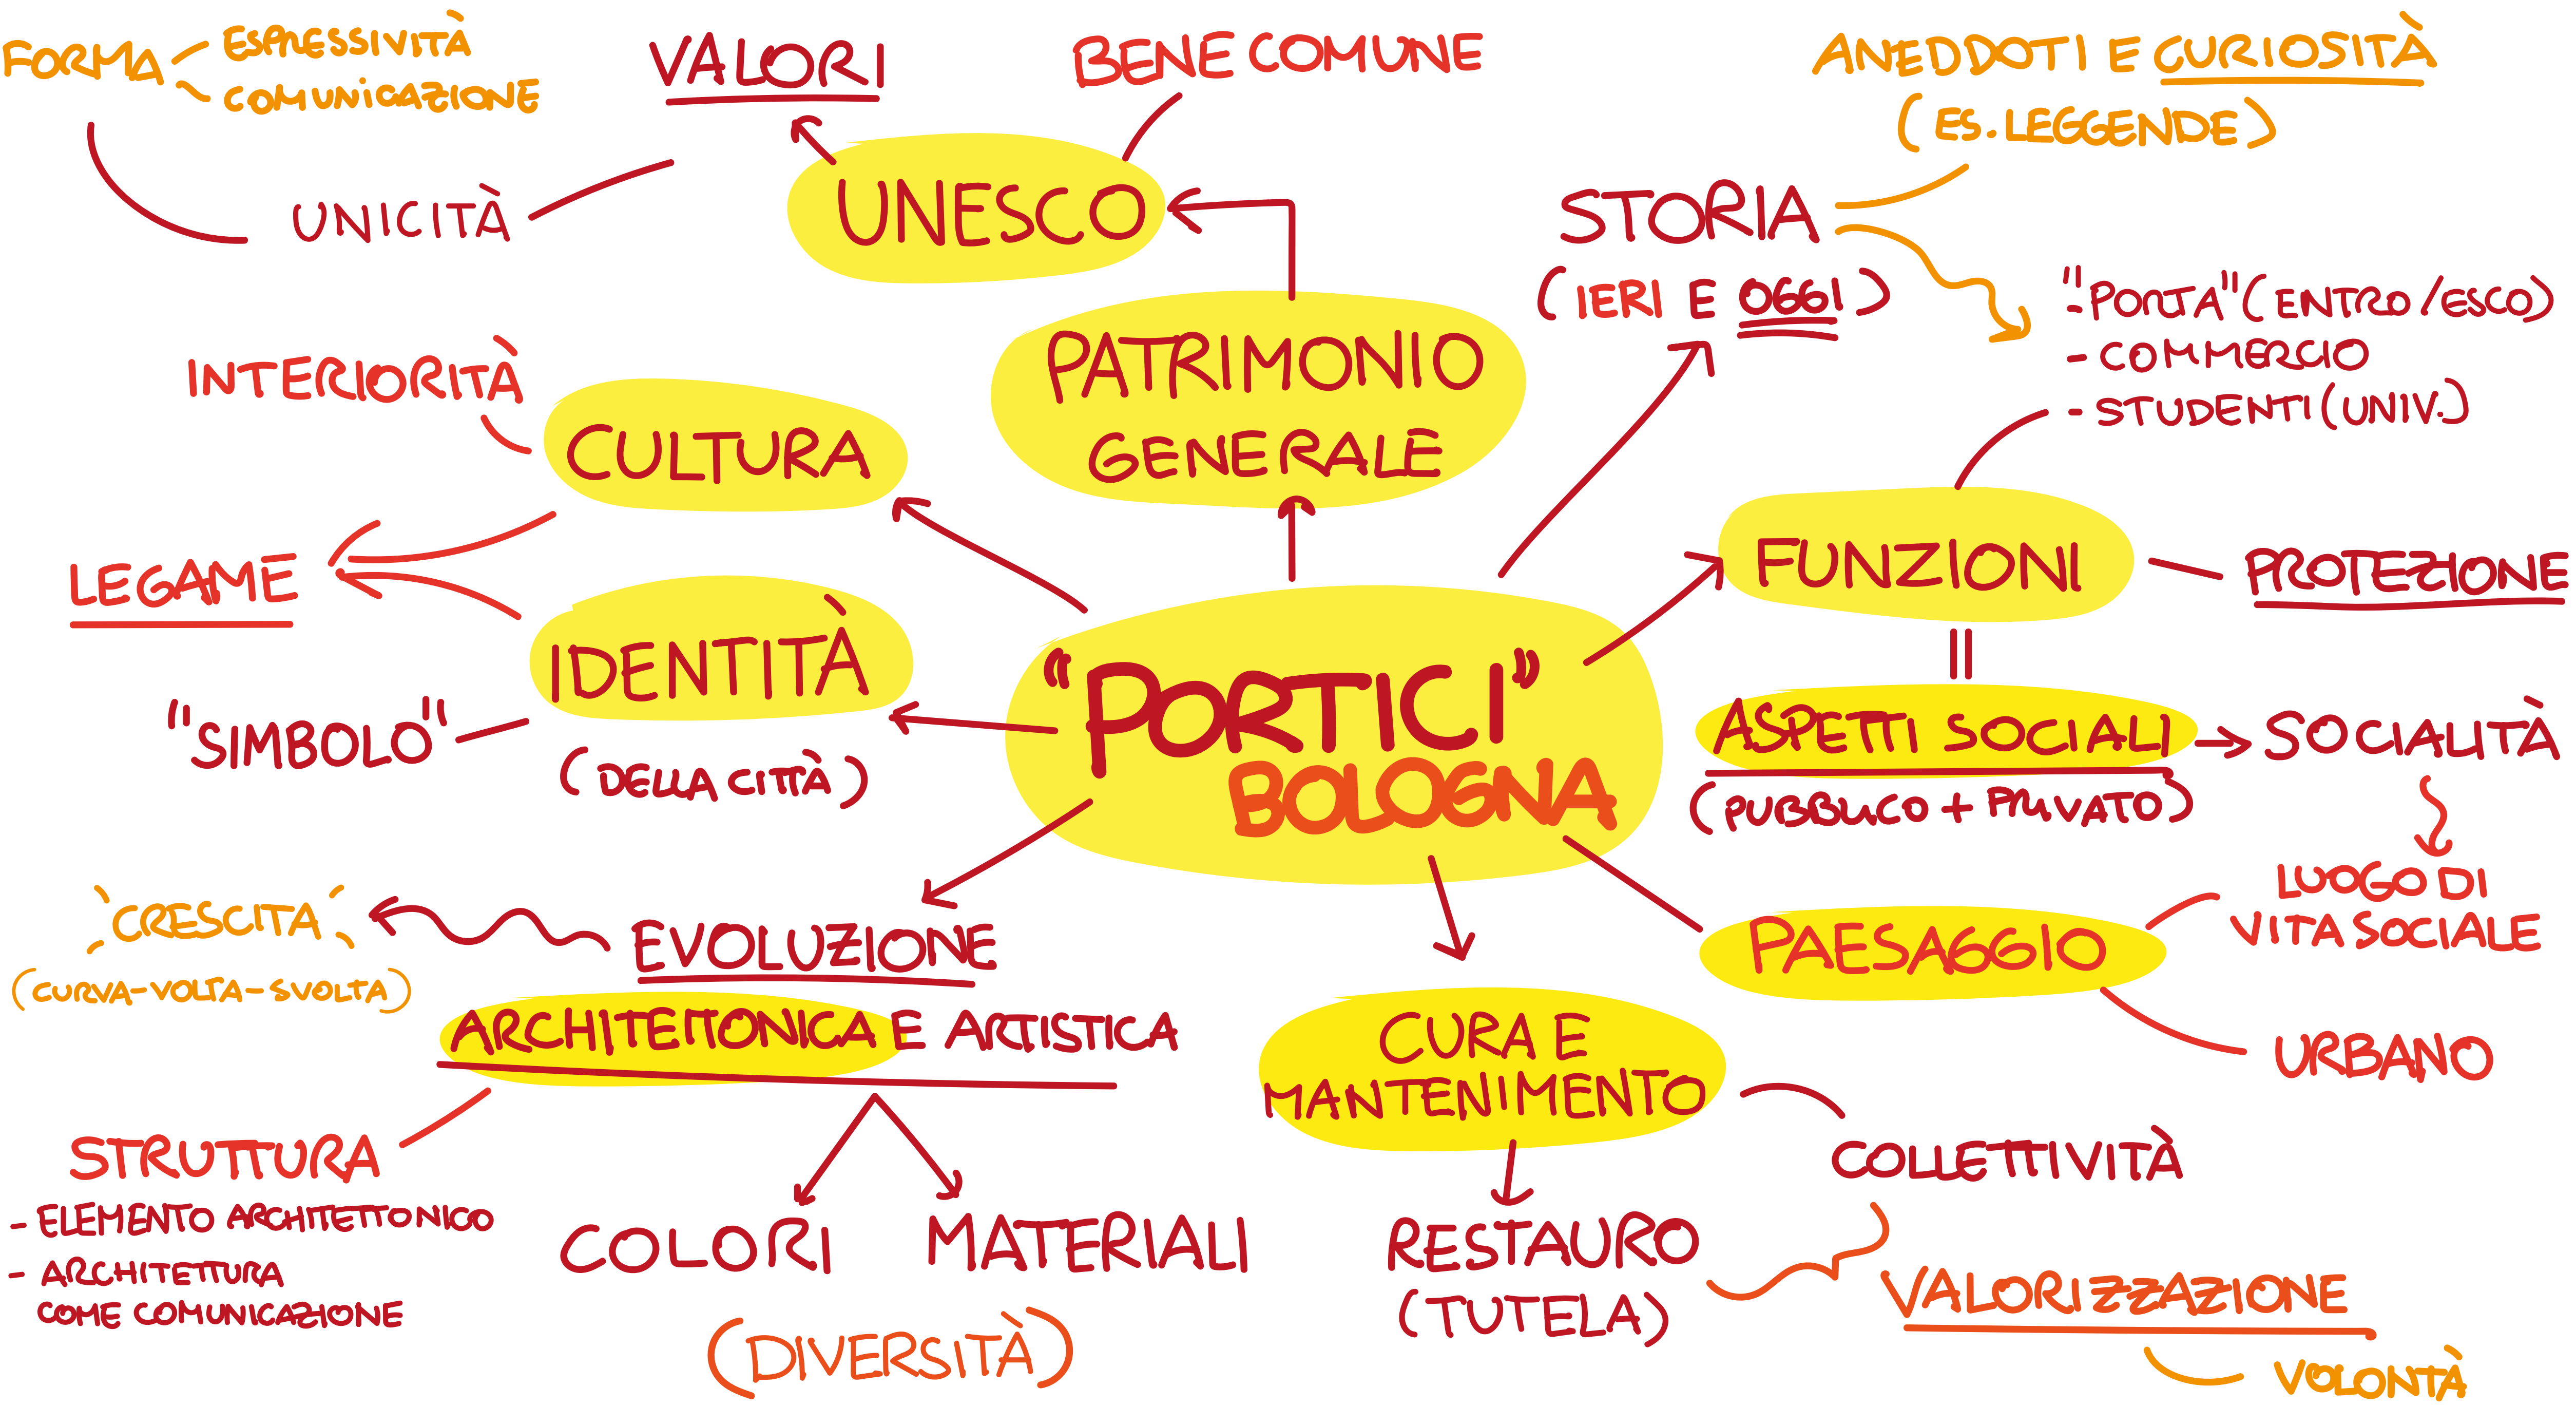 FORMA
ESPRESSIVITÀ
COMUNICAZIONE
VALORI
BENE COMUNE
ANEDDOTI E CURIOSITÀ
(ES. LEGGENDE)
UNICITÀ
UNESCO
STORIA
(IERI E OGGI)
"PORTA" (ENTRO/ESCO)
- COMMERCIO
- STUDENTI (UNIV.)
INTERIORITÀ
CULTURA
PATRIMONIO
GENERALE
LEGAME
FUNZIONI
PROTEZIONE
IDENTITÀ
(DELLA CITTÀ)
"SIMBOLO"
"PORTICI"
BOLOGNA
ASPETTI SOCIALI
(PUBBLICO + PRIVATO)
SOCIALITÀ
LUOGO DI
VITA SOCIALE
CRESCITA
(CURVA-VOLTA-SVOLTA)
EVOLUZIONE
ARCHITETTONICA E ARTISTICA
PAESAGGIO
URBANO
CURA E
MANTENIMENTO
COLLETTIVITÀ
STRUTTURA
- ELEMENTO ARCHITETTONICO
- ARCHITETTURA
COME COMUNICAZIONE
COLORI
MATERIALI
(DIVERSITÀ)
RESTAURO
(TUTELA)
VALORIZZAZIONE
VOLONTÀ